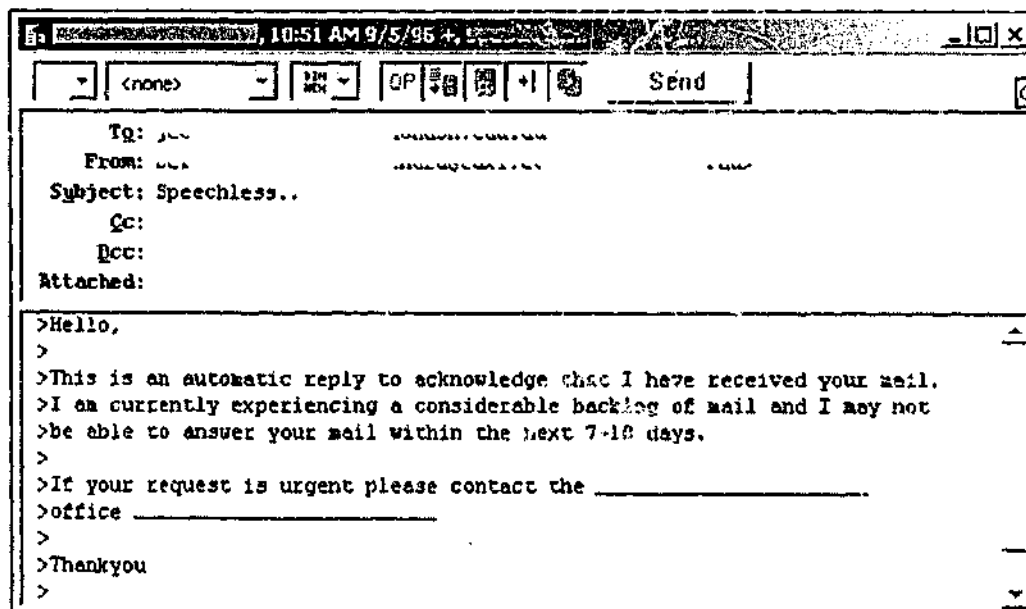 , 10:51 AM 9/5/96 +,
<none> QP Send
To:
From:
Subject: Speechless..
Cc:
Bcc:
Attached:
>Hello,
>
>This is an automatic reply to acknowledge that I have received your mail.
>I am currently experiencing a considerable backlog of mail and I may not
>be able to answer your mail within the next 7-10 days.
>
>If your request is urgent please contact the
>office
>
>Thankyou
>